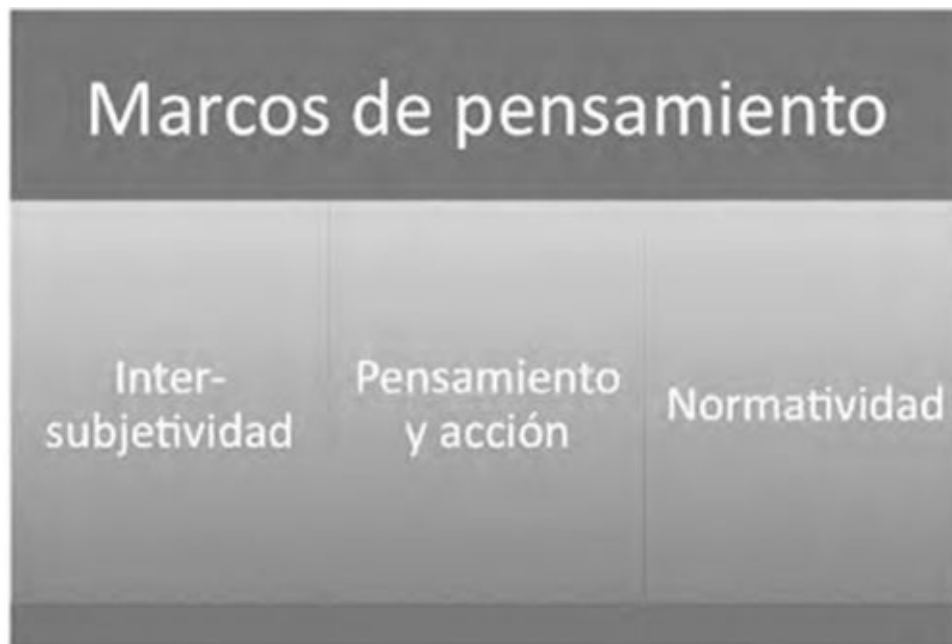 Marcos de pensamiento
Inter-
subjetividad
Pensamiento
y acción
Normatividad